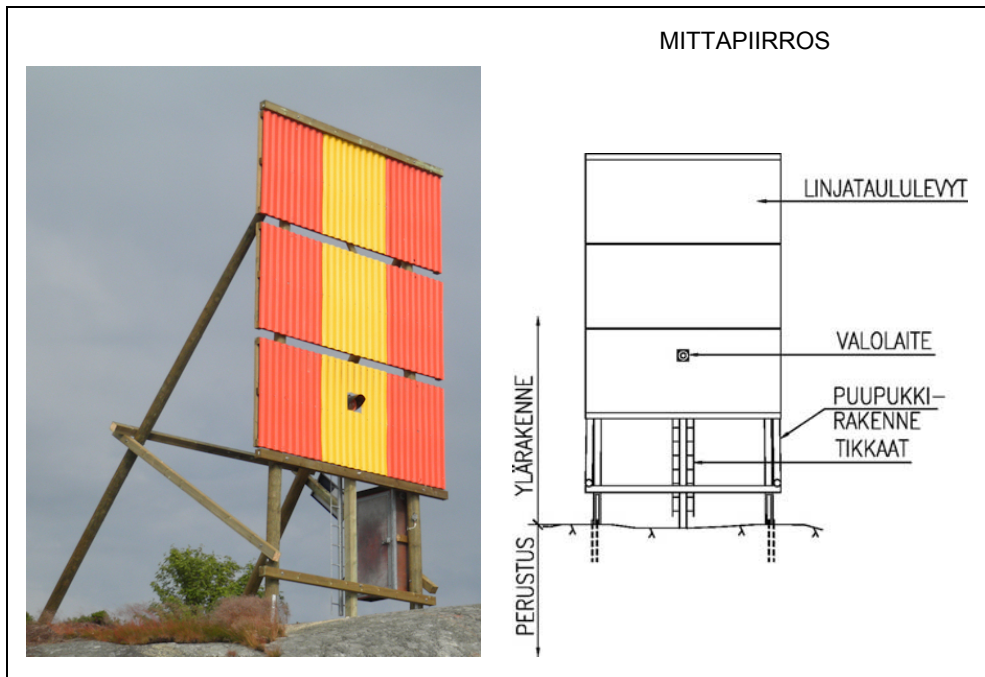 MITTAPIIRROS
LINJATAULULEVYT
VALOLAITE
PUUPUKKI-
RAKENNE
TIKKAAT
YLÄRAKENNE
PERUSTUS